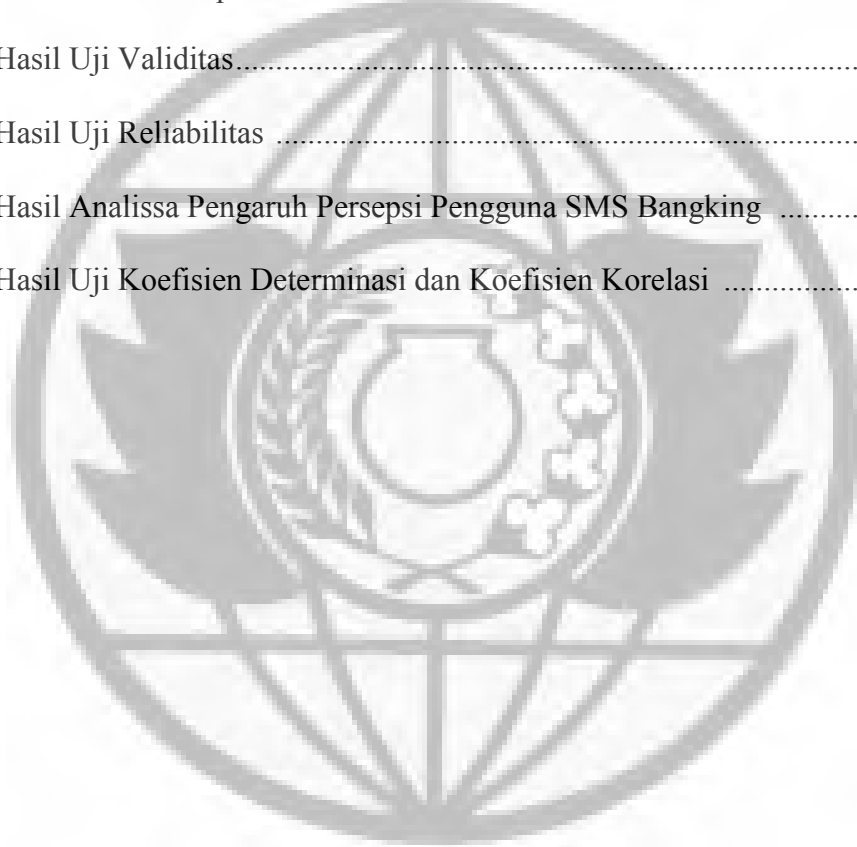 Hasil Uji Validitas..................................................................
Hasil Uji Reliabilitas ..............................................................
Hasil Analissa Pengaruh Persepsi Pengguna SMS Bangking ..........
Hasil Uji Koefisien Determinasi dan Koefisien Korelasi .................